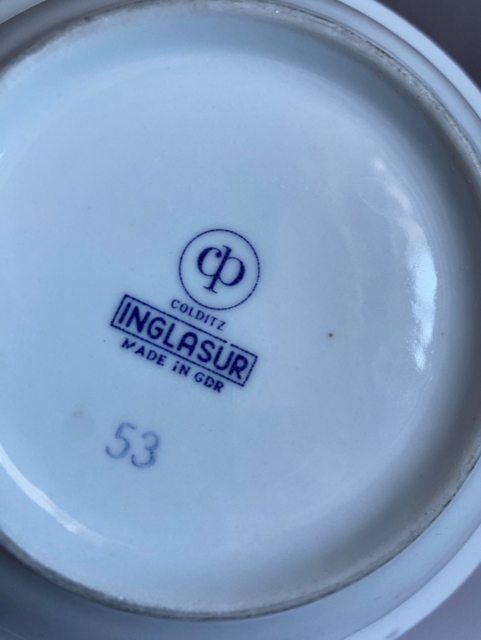 cp
COLDITZ
INGLASUR
MADE IN GDR
53